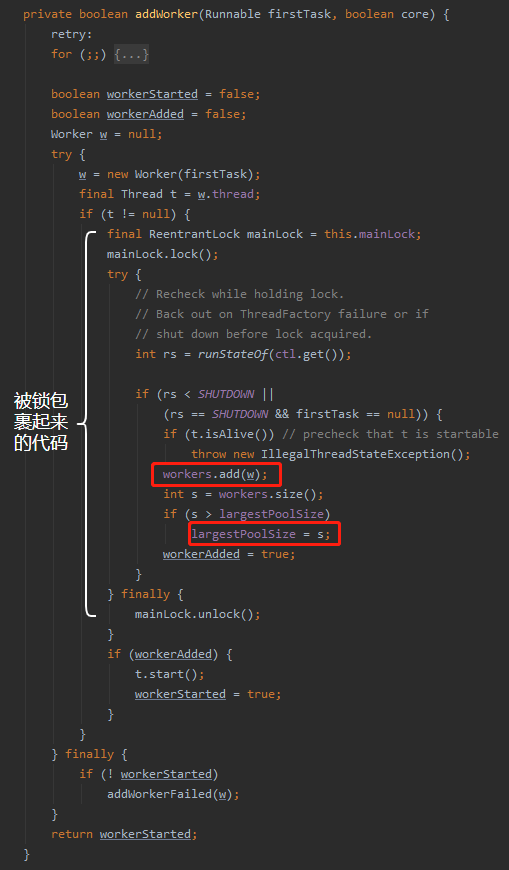 private boolean addWorker(Runnable firstTask, boolean core) {
retry:
for (;;) {...}
boolean workerStarted = false;
boolean workerAdded = false;
Worker w = null;
try {
w = new Worker(firstTask);
final Thread t = w.thread;
if (t != null) {
final ReentrantLock mainLock = this.mainLock;
mainLock.lock();
try {
// Recheck while holding lock.
// Back out on ThreadFactory failure or if
// shut down before lock acquired.
int rs = runStateOf(ctl.get());
if (rs < SHUTDOWN ||
(rs == SHUTDOWN && firstTask == null)) {
if (t.isAlive()) // precheck that t is startable
throw new IllegalThreadStateException();
workers.add(w);
int s = workers.size();
if (s > largestPoolSize)
largestPoolSize = s;
workerAdded = true;
}
} finally {
mainLock.unlock();
}
if (workerAdded) {
t.start();
workerStarted = true;
}
}
} finally {
if (! workerStarted)
addWorkerFailed(w);
}
return workerStarted;
}
被锁包
裹起来
的代码